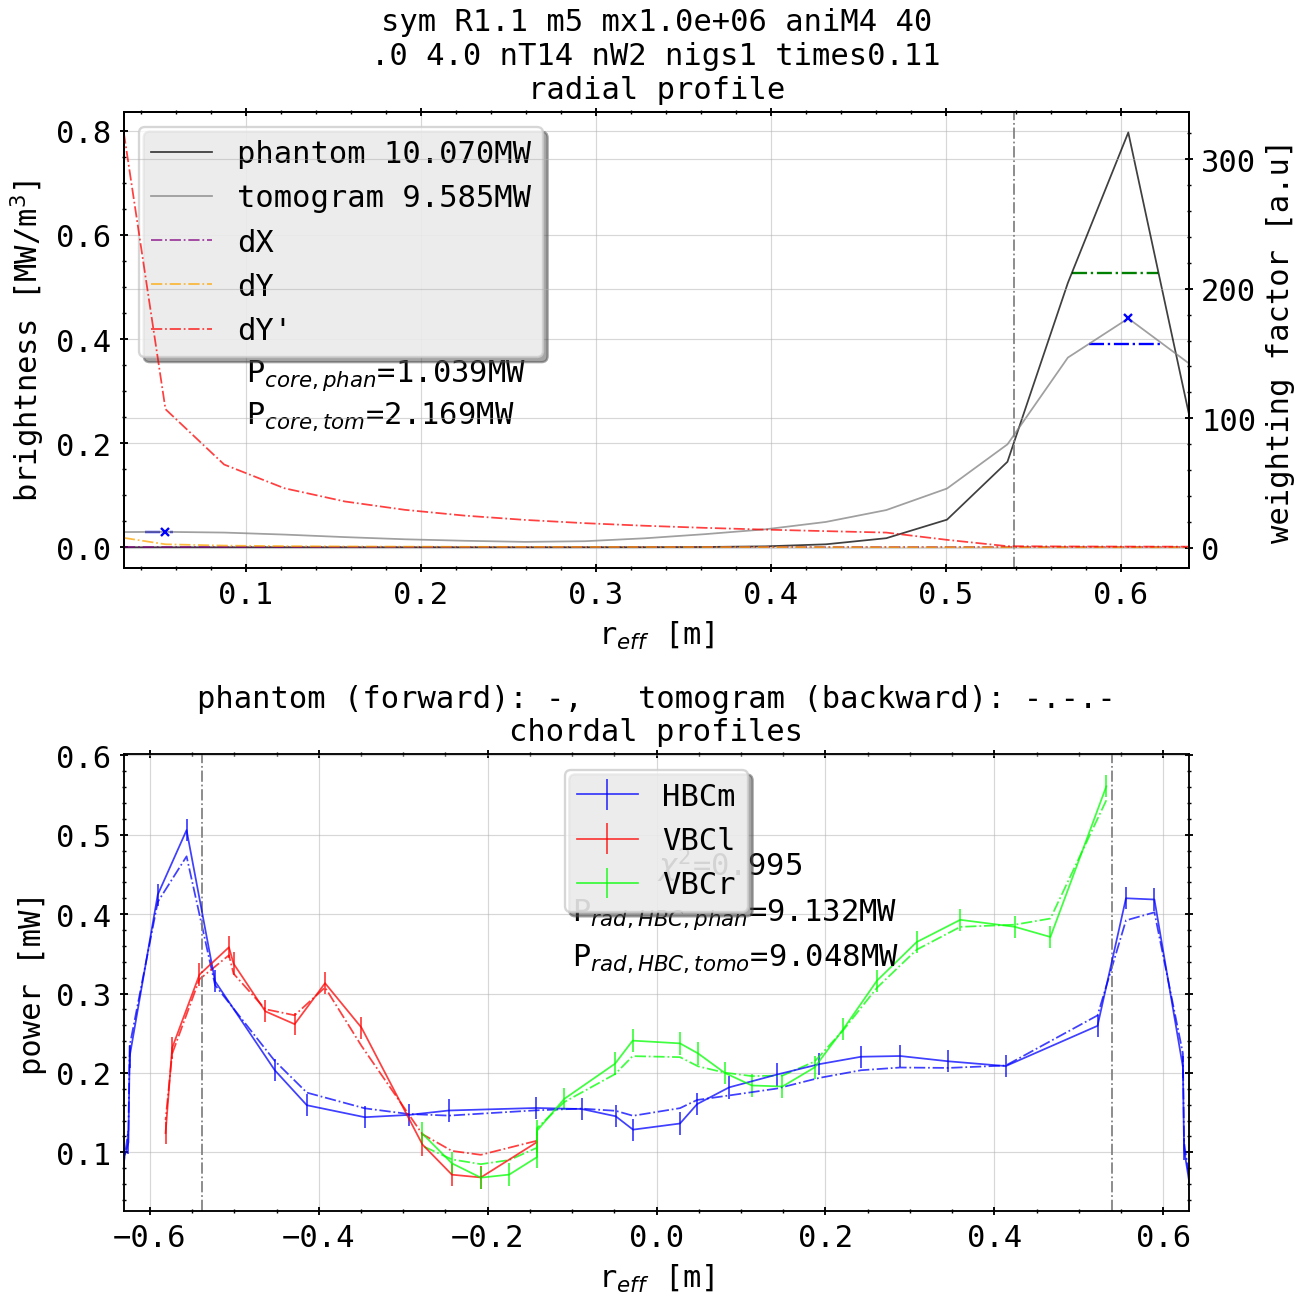 sym R1.1 m5 mx1.0e+06 aniM4 40
.0 4.0 nT14 nW2 nigs1 times0.11
radial profile
brightness [MW/m³]
0.8
0.6
0.4
0.2
0.0
phantom 10.070MW
tomogram 9.585MW
dX
dY
dY'
P_core,phan=1.039MW
P_core,tom=2.169MW
300
200
100
0
weighting factor [a.u]
0.1 0.2 0.3 0.4 0.5 0.6
r_eff [m]
phantom (forward): -, tomogram (backward): -.-.-
chordal profiles
power [mW]
0.6
0.5
0.4
0.3
0.2
0.1
HBCm
VBCl
VBCr
χ²=0.995
P_rad,HBC,phan=9.132MW
P_rad,HBC,tomo=9.048MW
−0.6 −0.4 −0.2 0.0 0.2 0.4 0.6
r_eff [m]